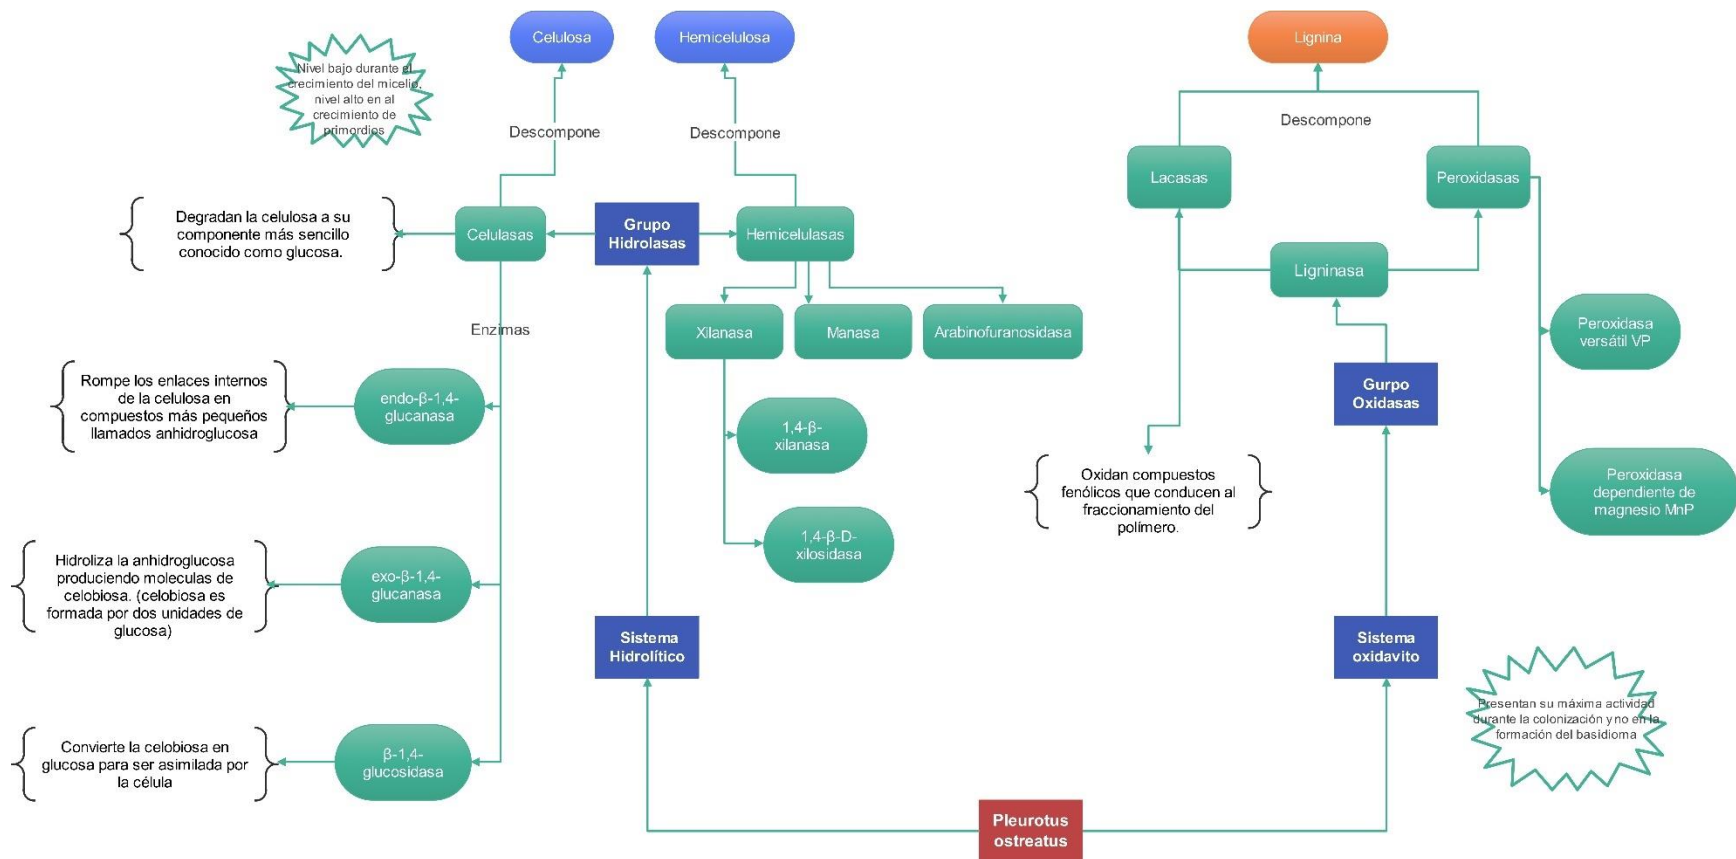 Celulosa
Hemicelulosa
Lignina
Nivel bajo durante el
crecimiento del micelio,
nivel alto en al
crecimiento de
primordios
Descompone
Descompone
Descompone
Lacasas
Peroxidasas
Degradan la celulosa a su
componente más sencillo
conocido como glucosa.
Celulasas
Grupo
Hidrolasas
Hemicelulasas
Ligninasa
Enzimas
Xilanasa
Manasa
Arabinofuranosidasa
Peroxidasa
versátil VP
Rompe los enlaces internos
de la celulosa en
compuestos más pequeños
llamados anhidroglucosa
endo-β-1,4-
glucanasa
Gurpo
Oxidasas
1,4-β-
xilanasa
Oxidan compuestos
fenólicos que conducen al
fraccionamiento del
polímero.
Peroxidasa
dependiente de
magnesio MnP
1,4-β-D-
xilosidasa
Hidroliza la anhidroglucosa
produciendo moleculas de
celobiosa. (celobiosa es
formada por dos unidades de
glucosa)
exo-β-1,4-
glucanasa
Sistema
Hidrolítico
Sistema
oxidavito
Presentan su máxima actividad
durante la colonización y no en la
formación del basidioma
Convierte la celobiosa en
glucosa para ser asimilada por
la célula
β-1,4-
glucosidasa
Pleurotus
ostreatus